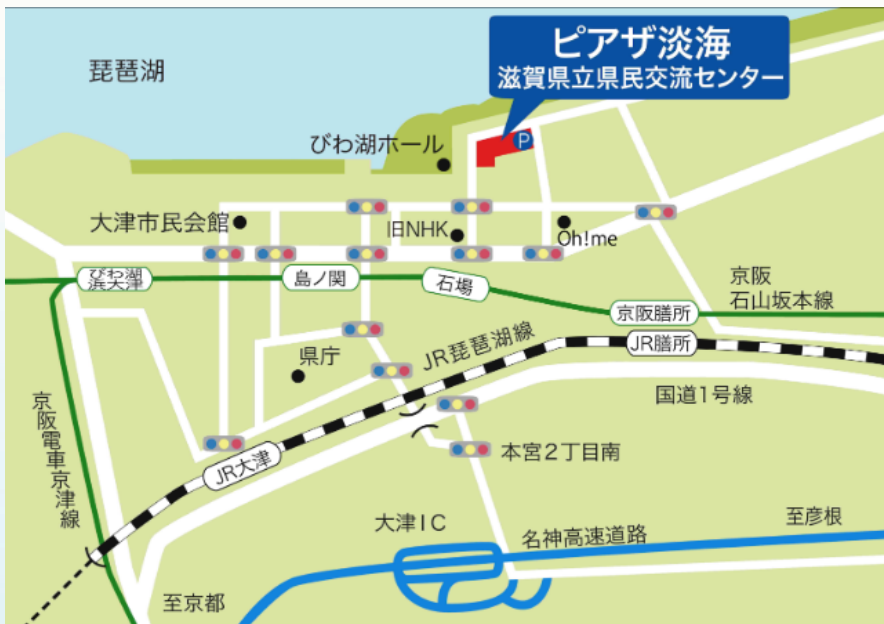 ピアザ淡海
滋賀県立県民交流センター
琵琶湖
P
びわ湖ホール
大津市民会館
旧NHK
Oh!me
びわ湖
浜大津
島ノ関
石場
京阪膳所
京阪
石山坂本線
県庁
JR琵琶湖線
JR膳所
国道1号線
京阪電車京津線
JR大津
本宮2丁目南
大津IC
名神高速道路
至彦根
至京都